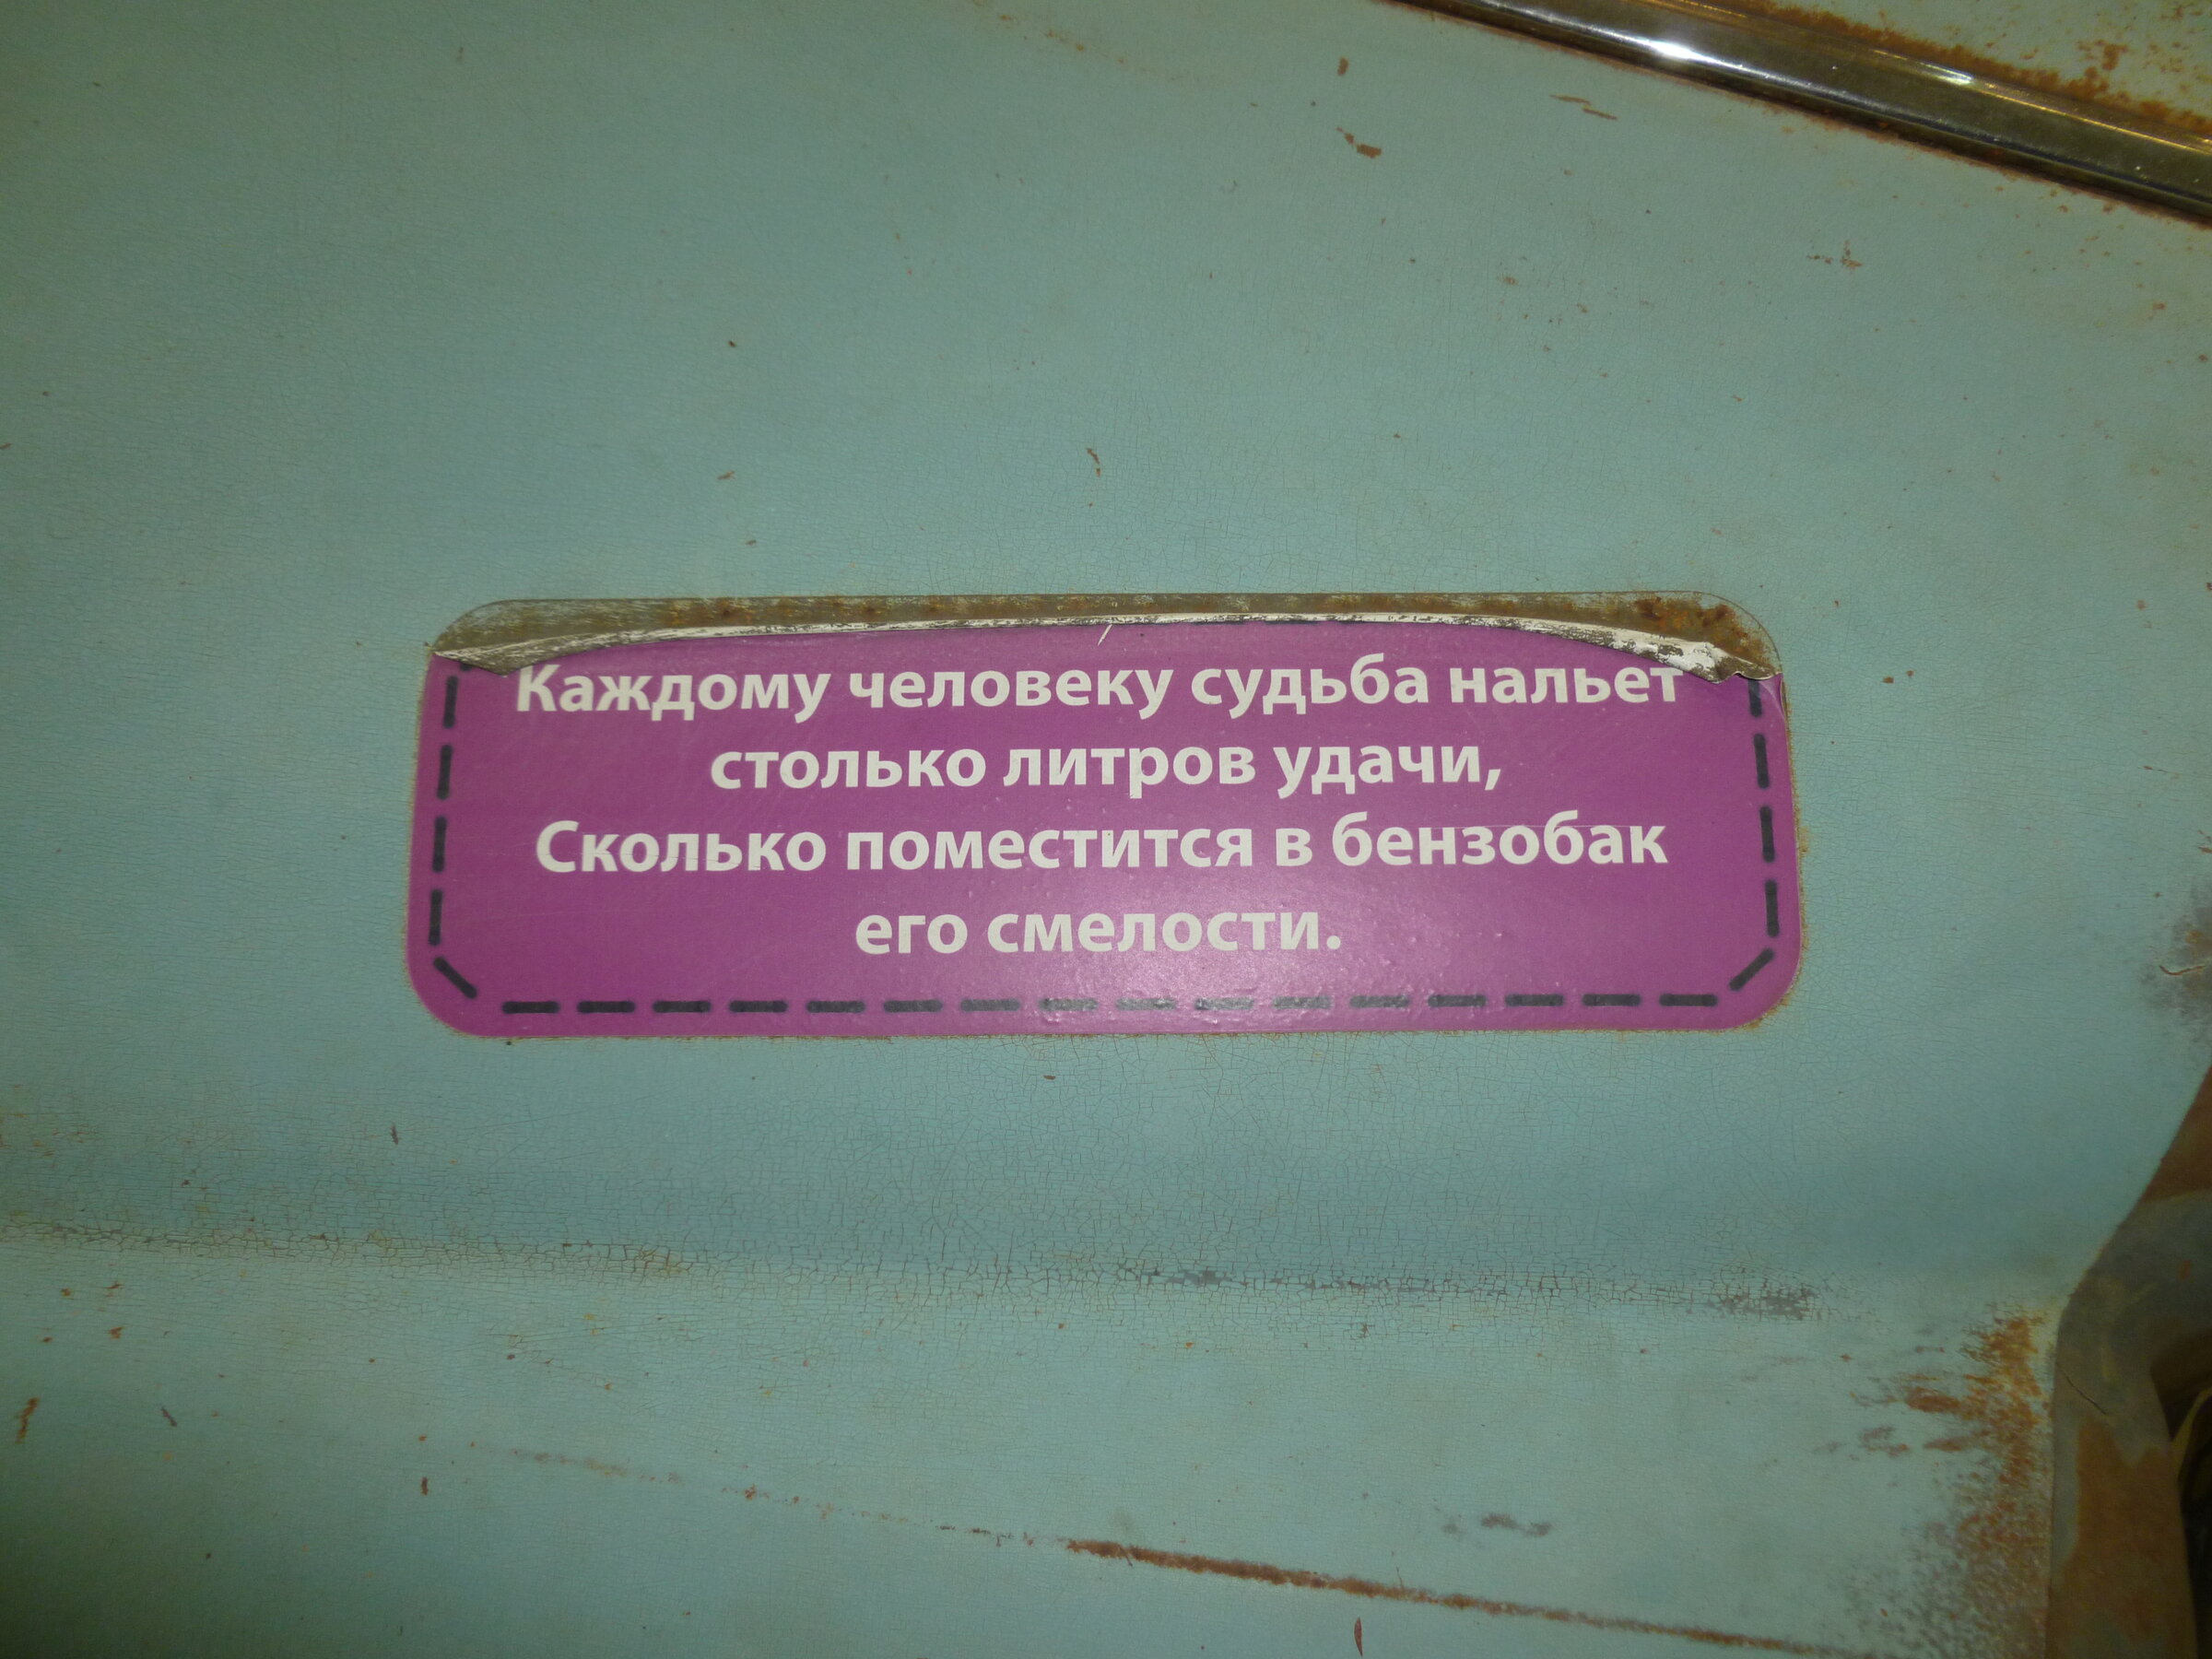 Каждому человеку судьба нальет
столько литров удачи,
Сколько поместится в бензобак
его смелости.